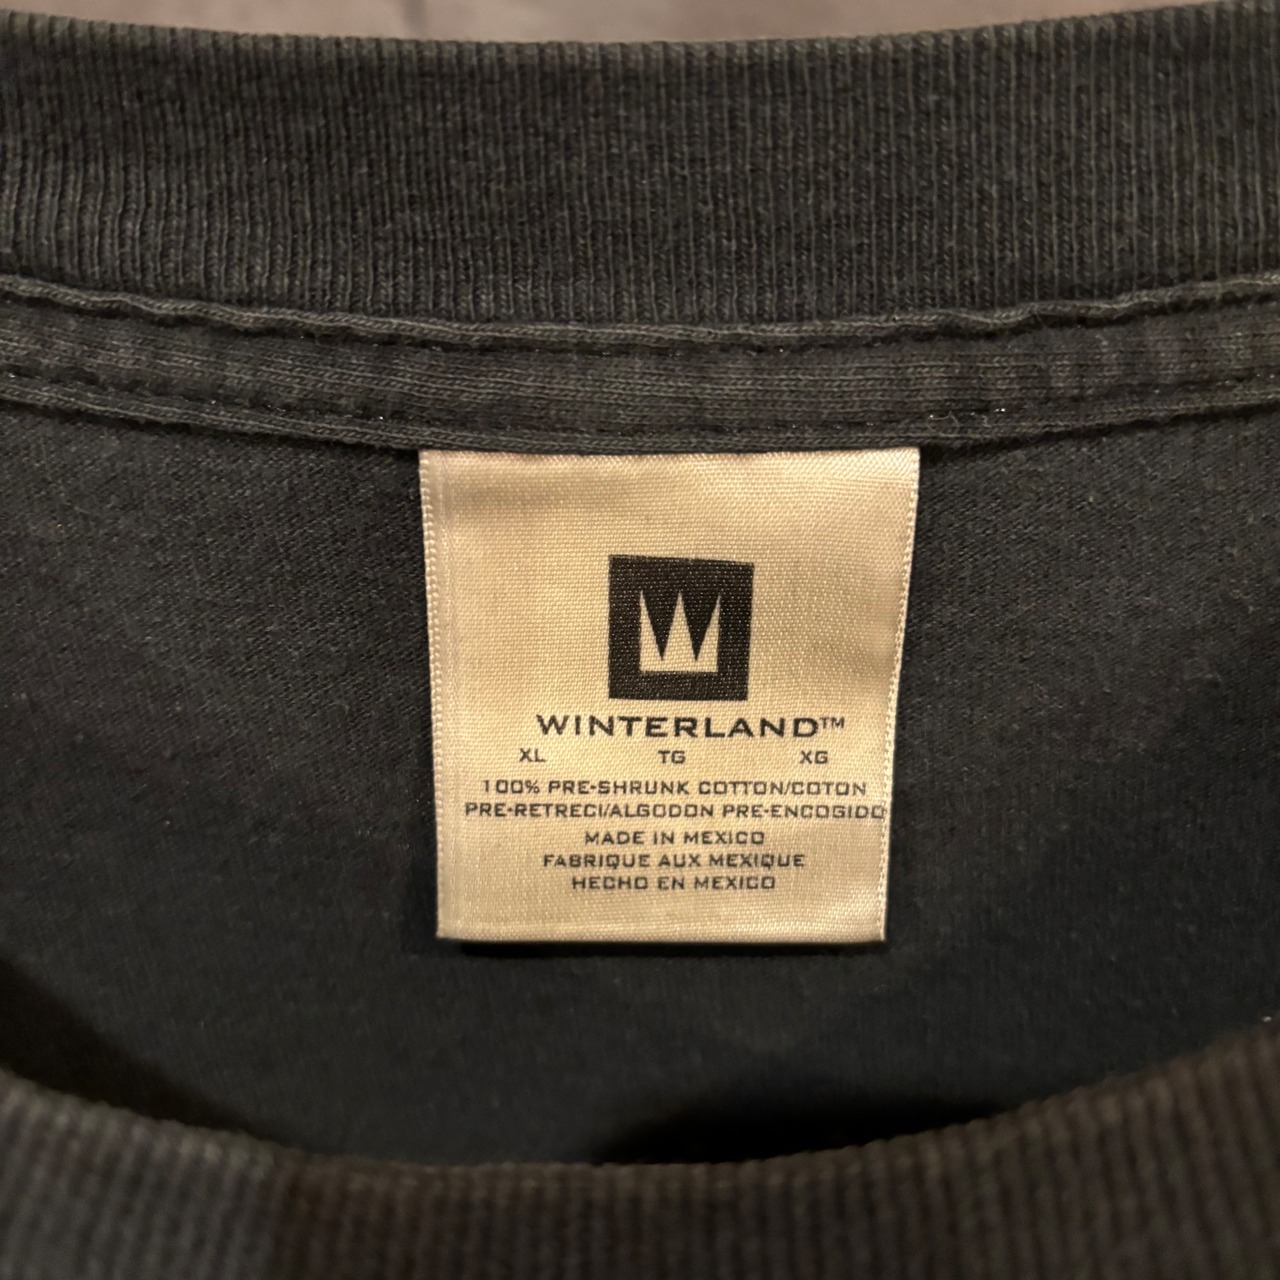 W
WINTERLAND™
XL TG XG
100% PRE-SHRUNK COTTON/COTON
PRE-RETRECI/ALGODON PRE-ENCOGIDO
MADE IN MEXICO
FABRIQUE AUX MEXIQUE
HECHO EN MEXICO